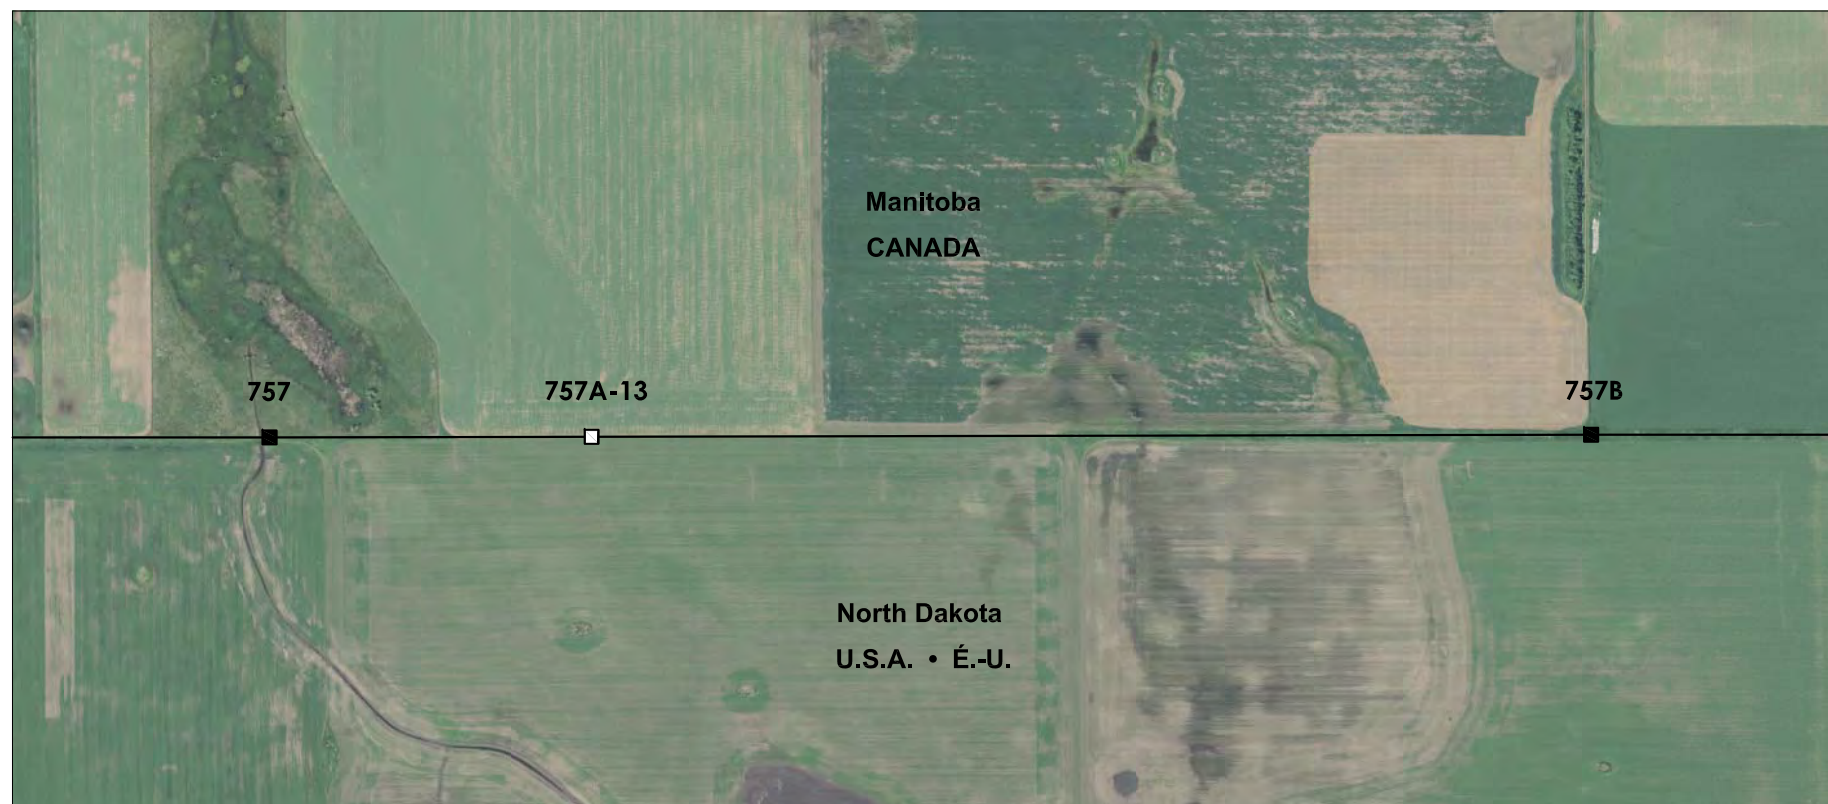 Manitoba
CANADA
757
757A-13
757B
North Dakota
U.S.A. • É.-U.